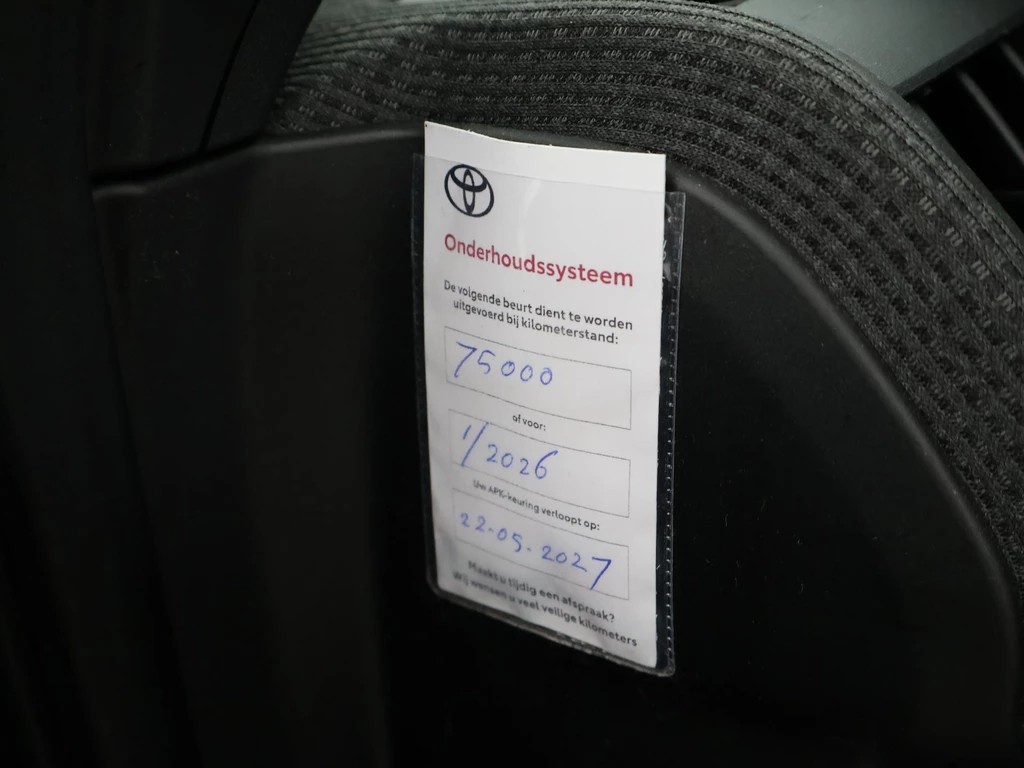 Onderhoudssysteem
De volgende beurt dient te worden
uitgevoerd bij kilometerstand:
75000
of voor:
1/2026
Uw APK-keuring verloopt op:
22-05-2027
Maakt u tijdig een afspraak?
Wij wensen u veel veilige kilometers